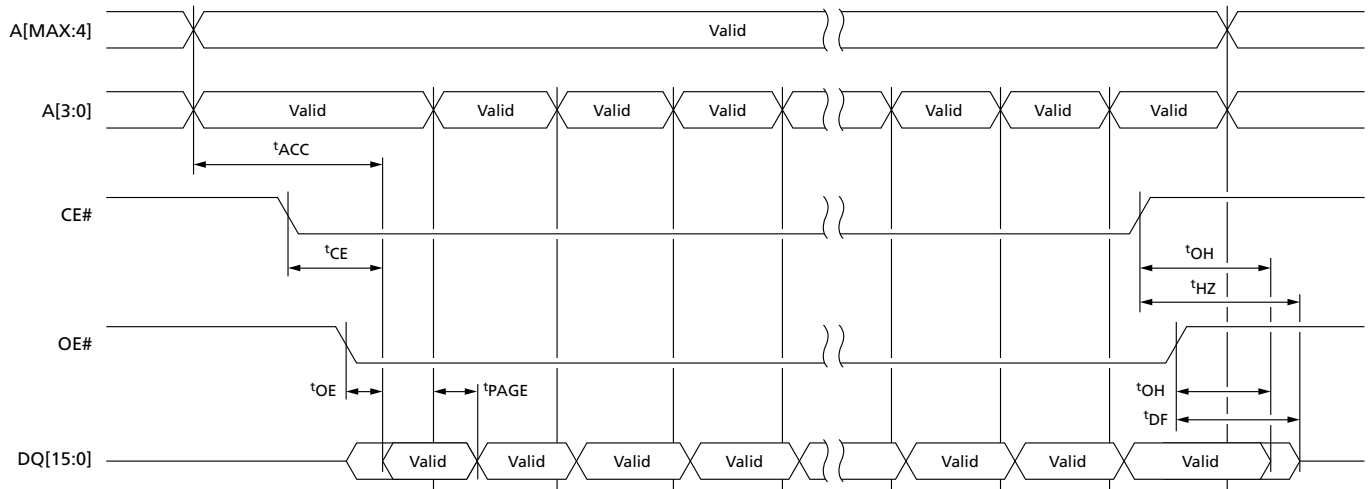 A[MAX:4] Valid
A[3:0] Valid Valid Valid Valid Valid Valid Valid
tACC
CE#
tCE tOH
tHZ
OE#
tOE tPAGE tOH
tDF
DQ[15:0] Valid Valid Valid Valid Valid Valid Valid